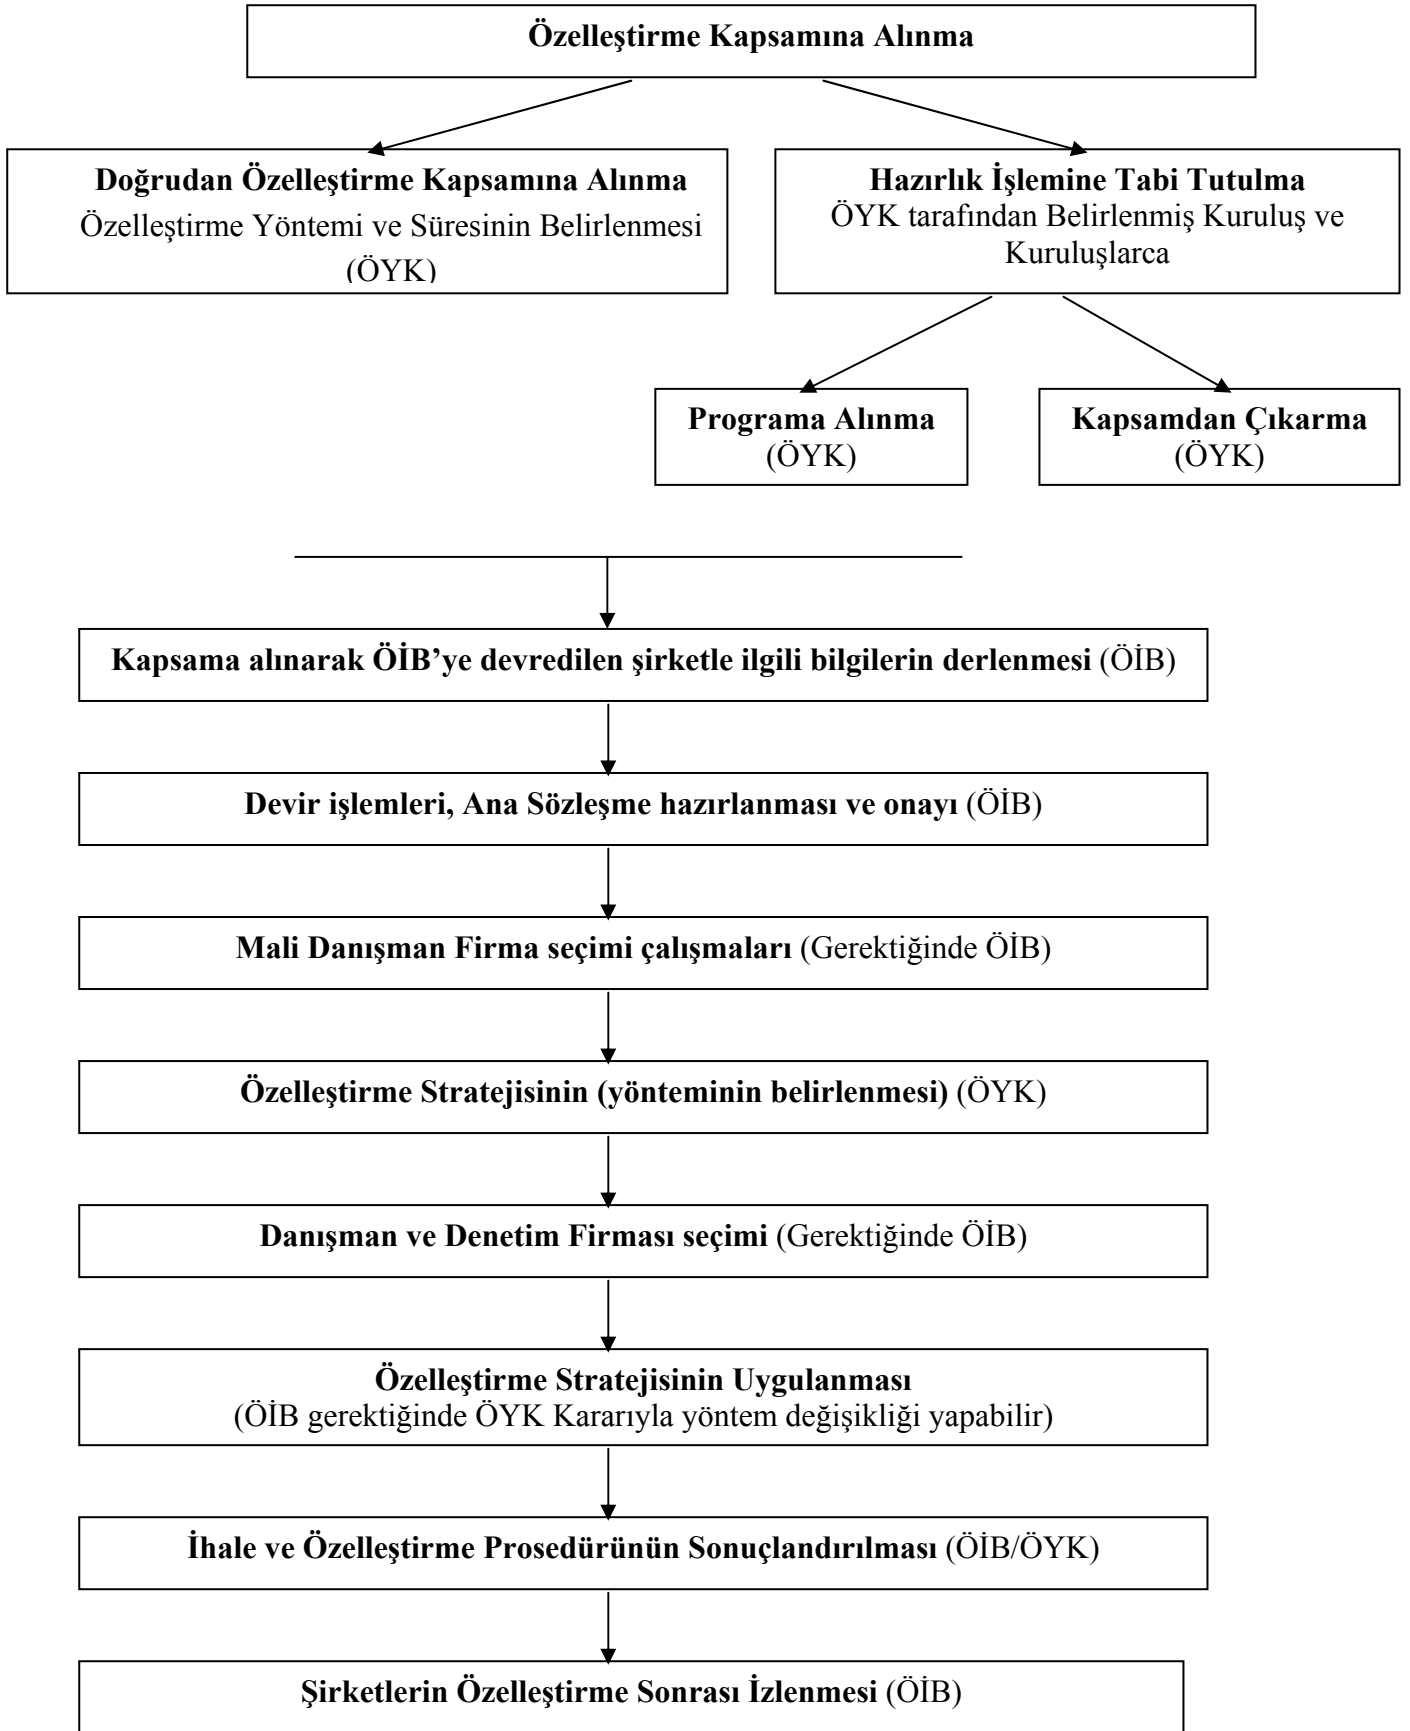 Özelleştirme Kapsamına Alınma
Doğrudan Özelleştirme Kapsamına Alınma
Özelleştirme Yöntemi ve Süresinin Belirlenmesi
(ÖYK)
Hazırlık İşlemine Tabi Tutulma
ÖYK tarafından Belirlenmiş Kuruluş ve
Kuruluşlarca
Programa Alınma
(ÖYK)
Kapsamdan Çıkarma
(ÖYK)
Kapsama alınarak ÖİB’ye devredilen şirketle ilgili bilgilerin derlenmesi (ÖİB)
Devir işlemleri, Ana Sözleşme hazırlanması ve onayı (ÖİB)
Mali Danışman Firma seçimi çalışmaları (Gerektiğinde ÖİB)
Özelleştirme Stratejisinin (yönteminin belirlenmesi) (ÖYK)
Danışman ve Denetim Firması seçimi (Gerektiğinde ÖİB)
Özelleştirme Stratejisinin Uygulanması
(ÖİB gerektiğinde ÖYK Kararıyla yöntem değişikliği yapabilir)
İhale ve Özelleştirme Prosedürünün Sonuçlandırılması (ÖİB/ÖYK)
Şirketlerin Özelleştirme Sonrası İzlenmesi (ÖİB)